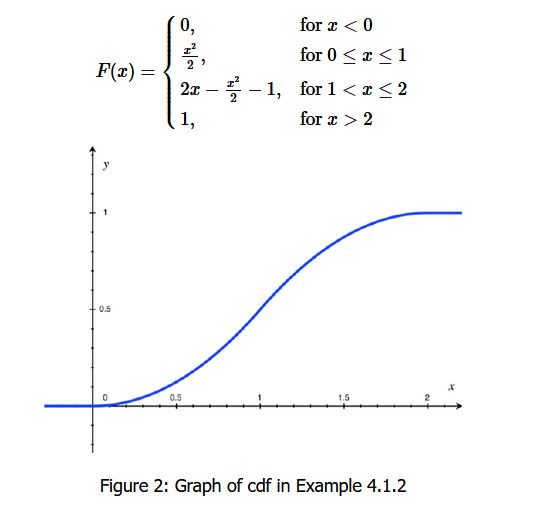 F(x) = { 0, for x < 0
x²/2, for 0 ≤ x ≤ 1
2x − x²/2 − 1, for 1 < x ≤ 2
1, for x > 2
y
1
0.5
0 0.5 1 1.5 2 x
Figure 2: Graph of cdf in Example 4.1.2